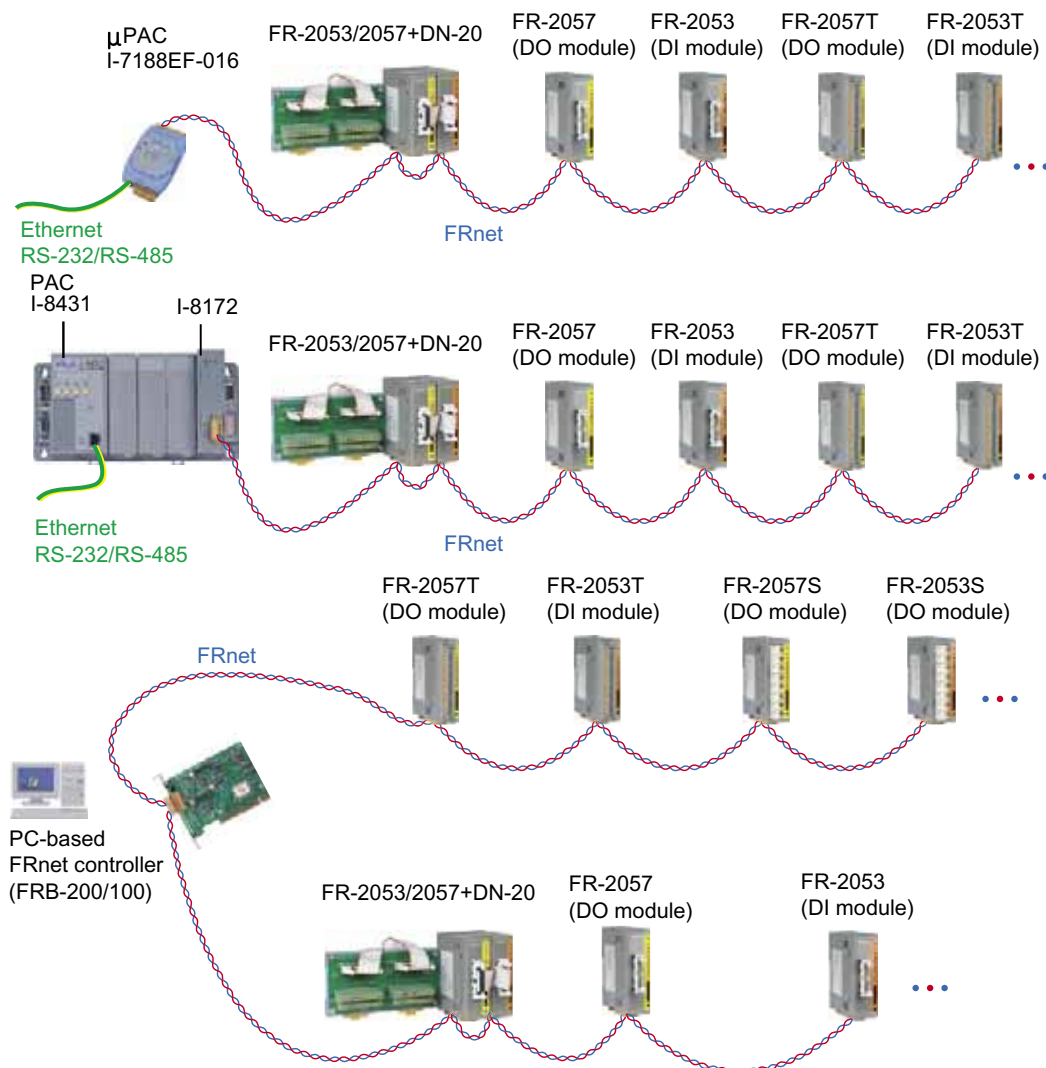 μPAC
I-7188EF-016
FR-2053/2057+DN-20
FR-2057
(DO module)
FR-2053
(DI module)
FR-2057T
(DO module)
FR-2053T
(DI module)
Ethernet
RS-232/RS-485
FRnet
PAC
I-8431
I-8172
FR-2053/2057+DN-20
FR-2057
(DO module)
FR-2053
(DI module)
FR-2057T
(DO module)
FR-2053T
(DI module)
Ethernet
RS-232/RS-485
FRnet
FR-2057T
(DO module)
FR-2053T
(DI module)
FR-2057S
(DO module)
FR-2053S
(DO module)
FRnet
PC-based
FRnet controller
(FRB-200/100)
FR-2053/2057+DN-20
FR-2057
(DO module)
FR-2053
(DI module)